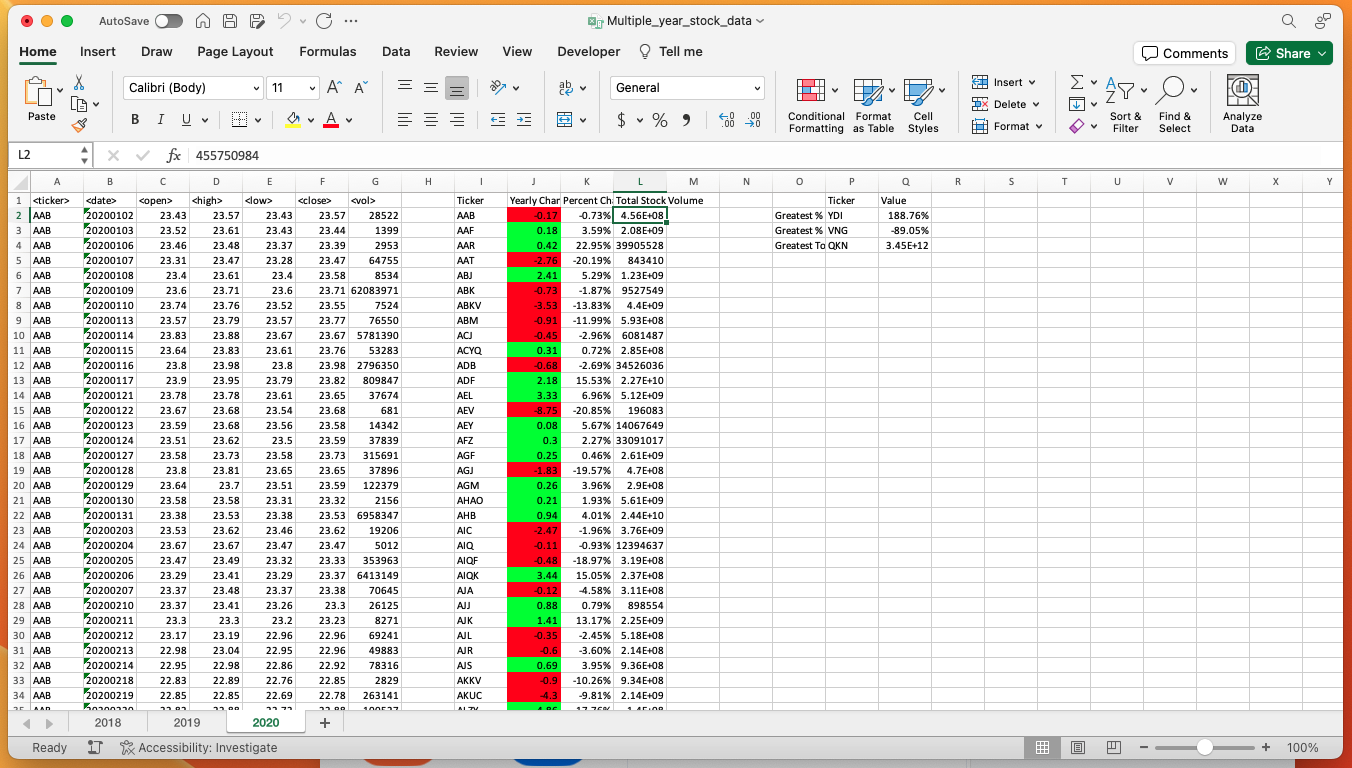 AutoSave
Multiple_year_stock_data
Home Insert Draw Page Layout Formulas Data Review View Developer Tell me Comments Share
Calibri (Body) 11 General
Paste Conditional Formatting Format as Table Cell Styles Insert Delete Format Sort & Filter Find & Select Analyze Data
L2 fx 455750984
A B C D E F G H I J K L M N O P Q R S T U V W X Y
1 <ticker> <date> <open> <high> <low> <close> <vol> Ticker Yearly Char Percent Ch Total Stock Volume Ticker Value
2 AAB 20200102 23.43 23.57 23.43 23.57 28522 AAB -0.17 -0.73% 4.56E+08 Greatest % YDI 188.76%
3 AAB 20200103 23.52 23.61 23.43 23.44 1399 AAF 0.18 3.59% 2.08E+09 Greatest % VNG -89.05%
4 AAB 20200106 23.46 23.48 23.37 23.39 2953 AAR 0.42 22.95% 39905528 Greatest To QKN 3.45E+12
5 AAB 20200107 23.31 23.47 23.28 23.47 64755 AAT -2.76 -20.19% 843410
6 AAB 20200108 23.4 23.61 23.4 23.58 8534 ABJ 2.41 5.29% 1.23E+09
7 AAB 20200109 23.6 23.71 23.6 23.71 62083971 ABK -0.73 -1.87% 9527549
8 AAB 20200110 23.74 23.76 23.52 23.55 7524 ABKV -3.53 -13.83% 4.4E+09
9 AAB 20200113 23.57 23.79 23.57 23.77 76550 ABM -0.91 -11.99% 5.93E+08
10 AAB 20200114 23.83 23.88 23.67 23.67 5781390 ACJ -0.45 -2.96% 6081487
11 AAB 20200115 23.64 23.83 23.61 23.76 53283 ACYQ 0.31 0.72% 2.85E+08
12 AAB 20200116 23.8 23.98 23.8 23.98 2796350 ADB -0.68 -2.69% 34526036
13 AAB 20200117 23.9 23.95 23.79 23.82 809847 ADF 2.18 15.53% 2.27E+10
14 AAB 20200121 23.78 23.78 23.61 23.65 37674 AEL 3.33 6.96% 5.12E+09
15 AAB 20200122 23.67 23.68 23.54 23.68 681 AEV -8.75 -20.85% 196083
16 AAB 20200123 23.59 23.68 23.56 23.58 14342 AEY 0.08 5.67% 14067649
17 AAB 20200124 23.51 23.62 23.5 23.59 37839 AFZ 0.3 2.27% 33091017
18 AAB 20200127 23.58 23.73 23.58 23.73 315691 AGF 0.25 0.46% 2.61E+09
19 AAB 20200128 23.8 23.81 23.65 23.65 37896 AGJ -1.83 -19.57% 4.7E+08
20 AAB 20200129 23.64 23.7 23.51 23.59 122379 AGM 0.26 3.96% 2.9E+08
21 AAB 20200130 23.58 23.58 23.31 23.32 2156 AHAO 0.21 1.93% 5.61E+09
22 AAB 20200131 23.38 23.53 23.38 23.53 6958347 AHB 0.94 4.01% 2.44E+10
23 AAB 20200203 23.53 23.62 23.46 23.62 19206 AIC -2.47 -1.96% 3.76E+09
24 AAB 20200204 23.67 23.67 23.47 23.47 5012 AIQ -0.11 -0.93% 12394637
25 AAB 20200205 23.47 23.49 23.32 23.33 353963 AIQF -0.48 -18.97% 3.19E+08
26 AAB 20200206 23.29 23.41 23.29 23.37 6413149 AIQK 3.44 15.05% 2.37E+08
27 AAB 20200207 23.37 23.48 23.37 23.38 70645 AJA -0.12 -4.58% 3.11E+08
28 AAB 20200210 23.37 23.41 23.26 23.3 26125 AJJ 0.88 0.79% 898554
29 AAB 20200211 23.3 23.3 23.2 23.23 8271 AJK 1.41 13.17% 2.25E+09
30 AAB 20200212 23.17 23.19 22.96 22.96 69241 AJL -0.35 -2.45% 5.18E+08
31 AAB 20200213 22.98 23.04 22.95 22.96 49883 AJR -0.6 -3.60% 2.14E+08
32 AAB 20200214 22.95 22.98 22.86 22.92 78316 AJS 0.69 3.95% 9.36E+08
33 AAB 20200218 22.83 22.89 22.76 22.85 2829 AKKV -0.9 -10.26% 9.34E+08
34 AAB 20200219 22.85 22.85 22.69 22.78 263141 AKUC -4.3 -9.81% 2.14E+09
2018 2019 2020
Ready Accessibility: Investigate 100%